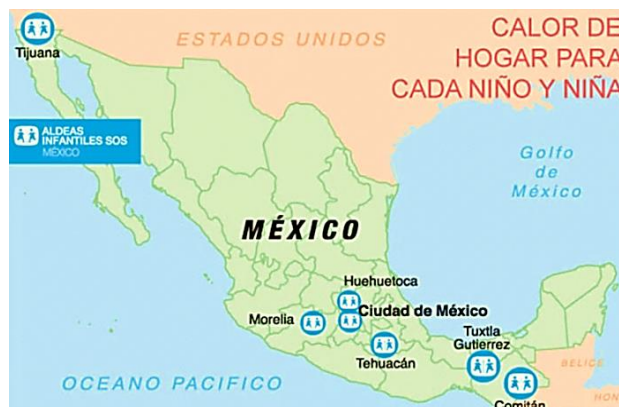 CALOR DE
HOGAR PARA
CADA NIÑO Y NIÑA
ESTADOS UNIDOS
Tijuana
ALDEAS
INFANTILES SOS
MÉXICO
Golfo
de
México
MÉXICO
Huehuetoca
Ciudad de México
Morelia
Tuxtla
Gutierrez
Tehuacán
BELICE
OCEANO PACIFICO
HON
Comitán